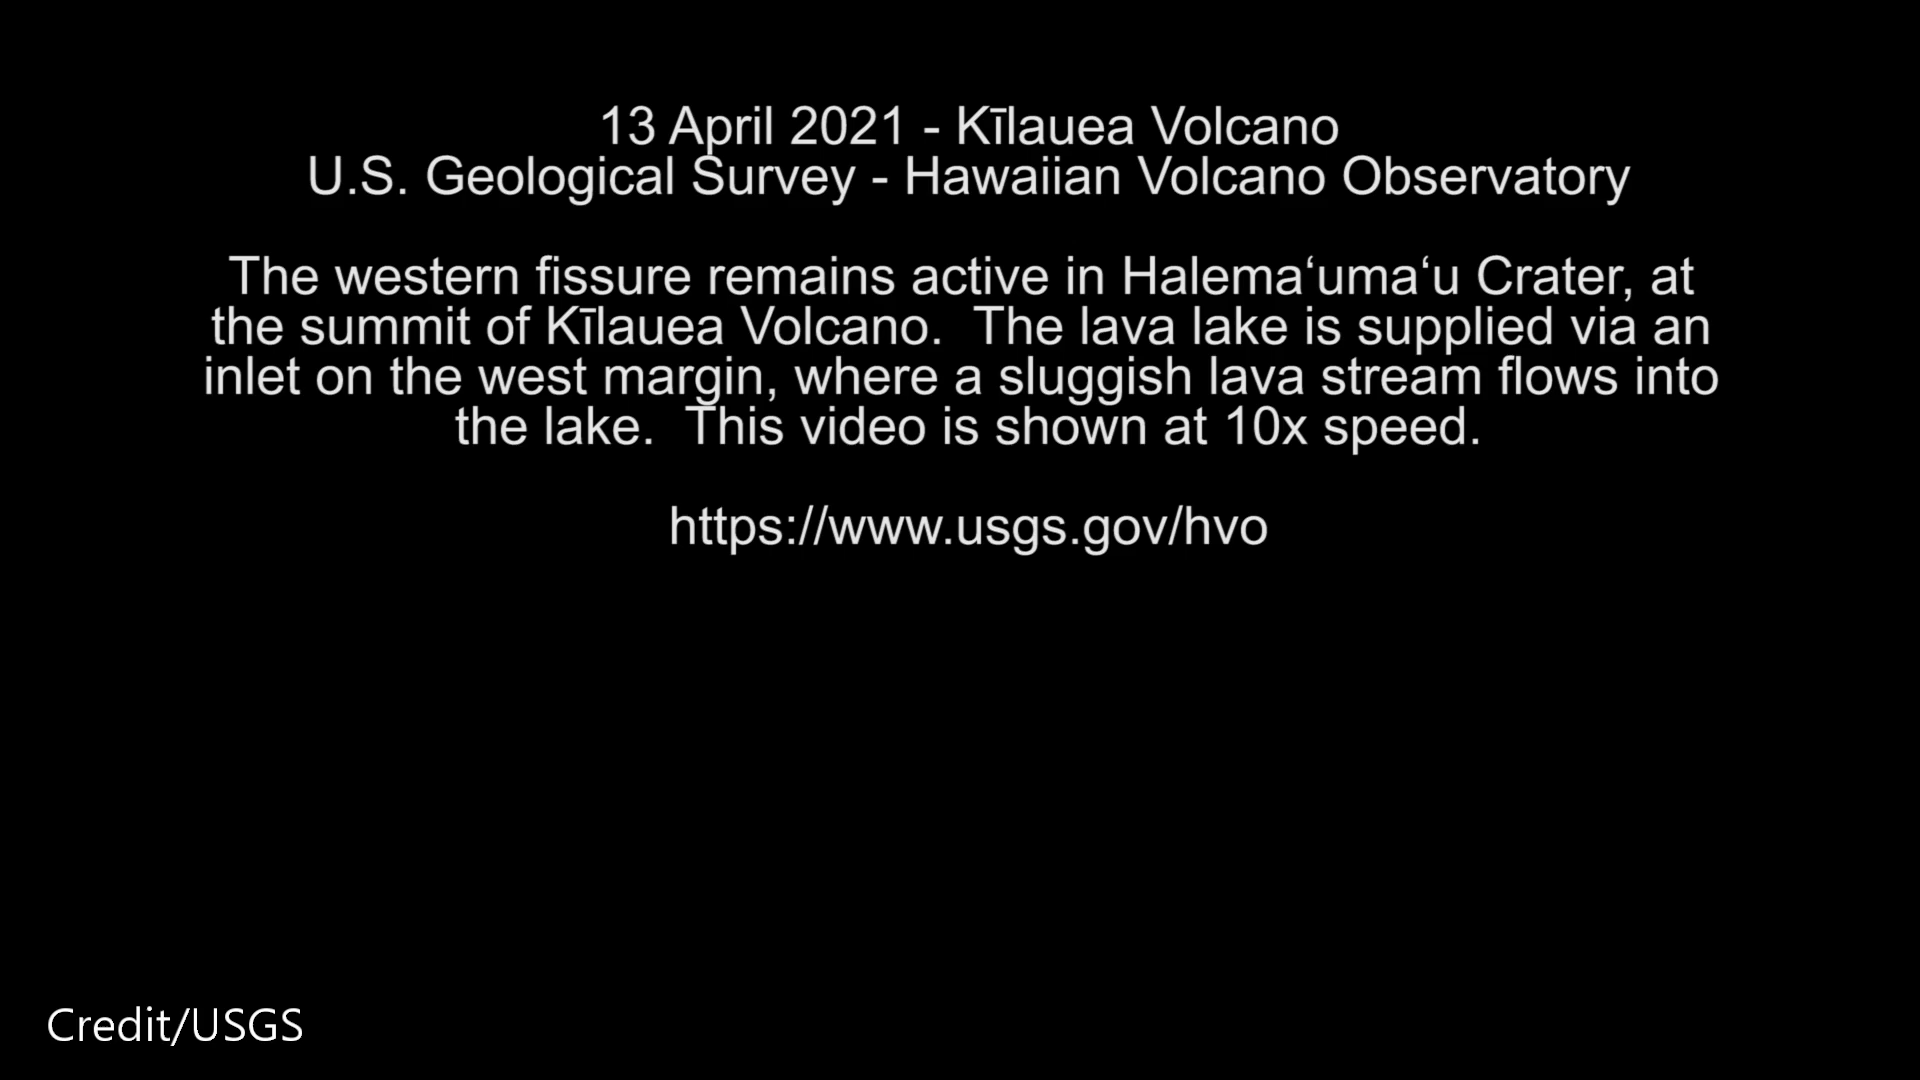 13 April 2021 - Kīlauea Volcano
U.S. Geological Survey - Hawaiian Volcano Observatory
The western fissure remains active in Halema‘uma‘u Crater, at
the summit of Kīlauea Volcano.  The lava lake is supplied via an
inlet on the west margin, where a sluggish lava stream flows into
the lake.  This video is shown at 10x speed.
https://www.usgs.gov/hvo
Credit/USGS